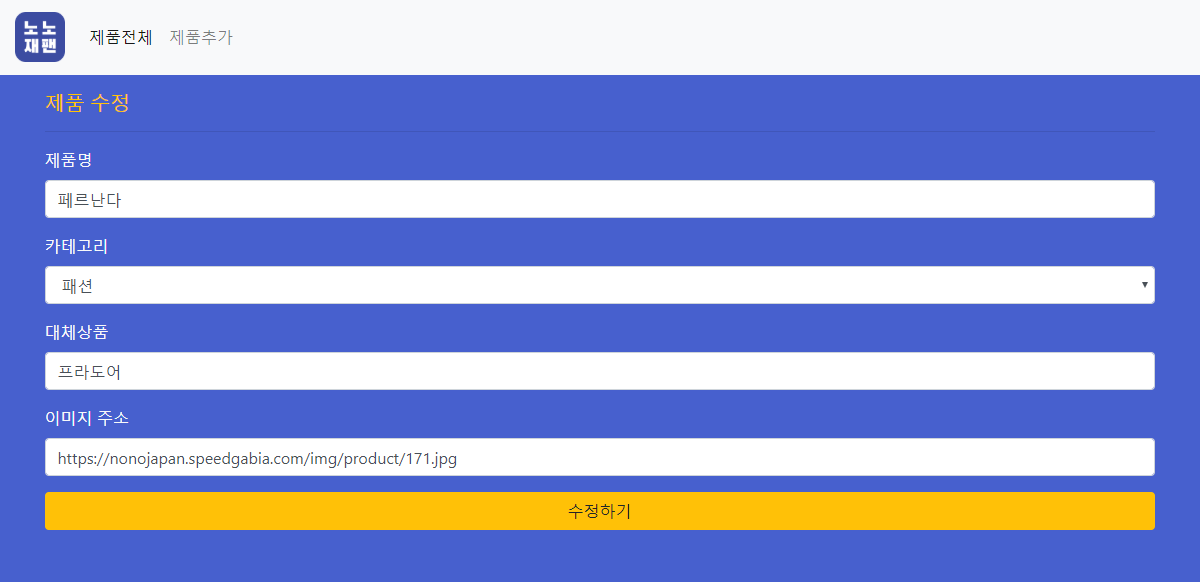 노노
재팬
제품전체 제품추가
제품 수정
제품명
페르난다
카테고리
패션
대체상품
프라도어
이미지 주소
https://nonojapan.speedgabia.com/img/product/171.jpg
수정하기